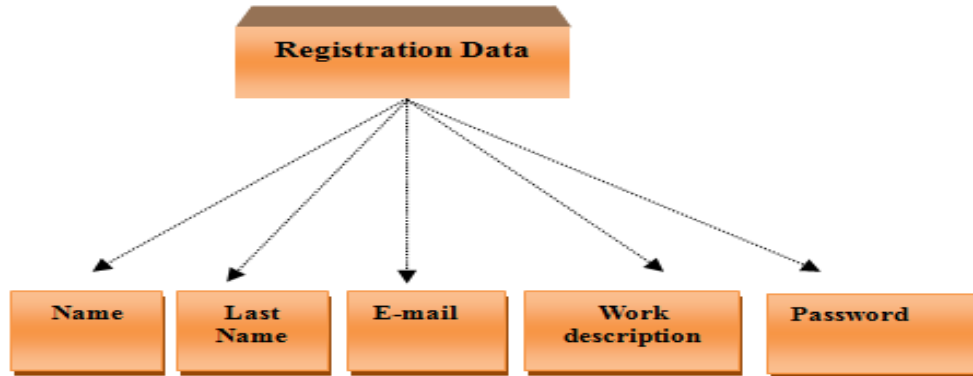 Registration Data
Name
Last
Name
E-mail
Work
description
Password